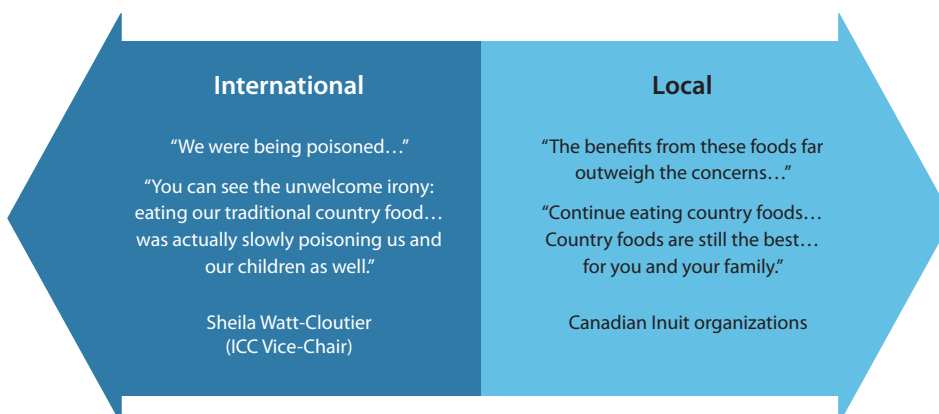 International
“We were being poisoned…”
“You can see the unwelcome irony:
eating our traditional country food…
was actually slowly poisoning us and
our children as well.”
Sheila Watt-Cloutier
(ICC Vice-Chair)
Local
“The benefits from these foods far
outweigh the concerns…”
“Continue eating country foods…
Country foods are still the best…
for you and your family.”
Canadian Inuit organizations